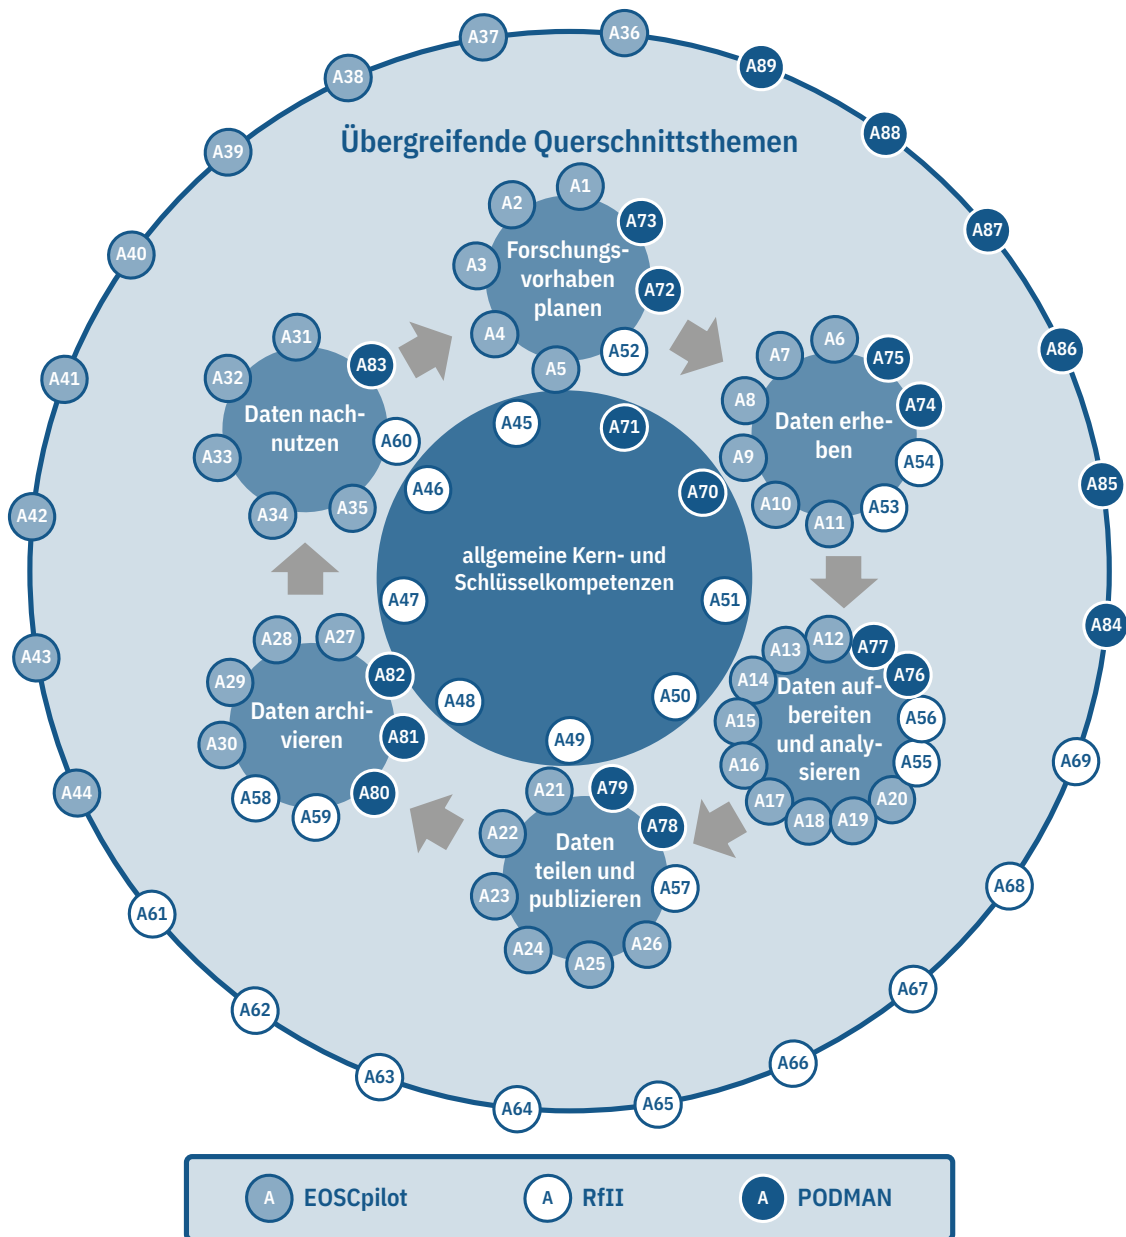 A37
A36
A38
A89
A88
A39
Übergreifende Querschnittsthemen
A87
A40
A86
A41
A85
A42
A84
A43
A69
A44
A68
A61
A67
A62
A66
A63
A65
A64
A1
A2
A73
A3
A72
A4
A52
A5
Forschungs-
vorhaben
planen
A6
A7
A75
A8
A74
A9
A54
A10
A53
A11
Daten erhe-
ben
A12
A13
A77
A14
A76
A15
A56
A16
A55
A17
A20
A18
A19
Daten auf-
bereiten
und analy-
sieren
A21
A79
A22
A78
A23
A57
A24
A26
A25
Daten
teilen und
publizieren
A28
A27
A29
A82
A30
A81
A58
A80
A59
Daten archi-
vieren
A31
A83
A32
A60
A33
A35
A34
Daten nach-
nutzen
A45
A71
A46
A70
allgemeine Kern- und
Schlüsselkompetenzen
A47
A51
A48
A50
A49
A EOSCpilot
A RfII
A PODMAN